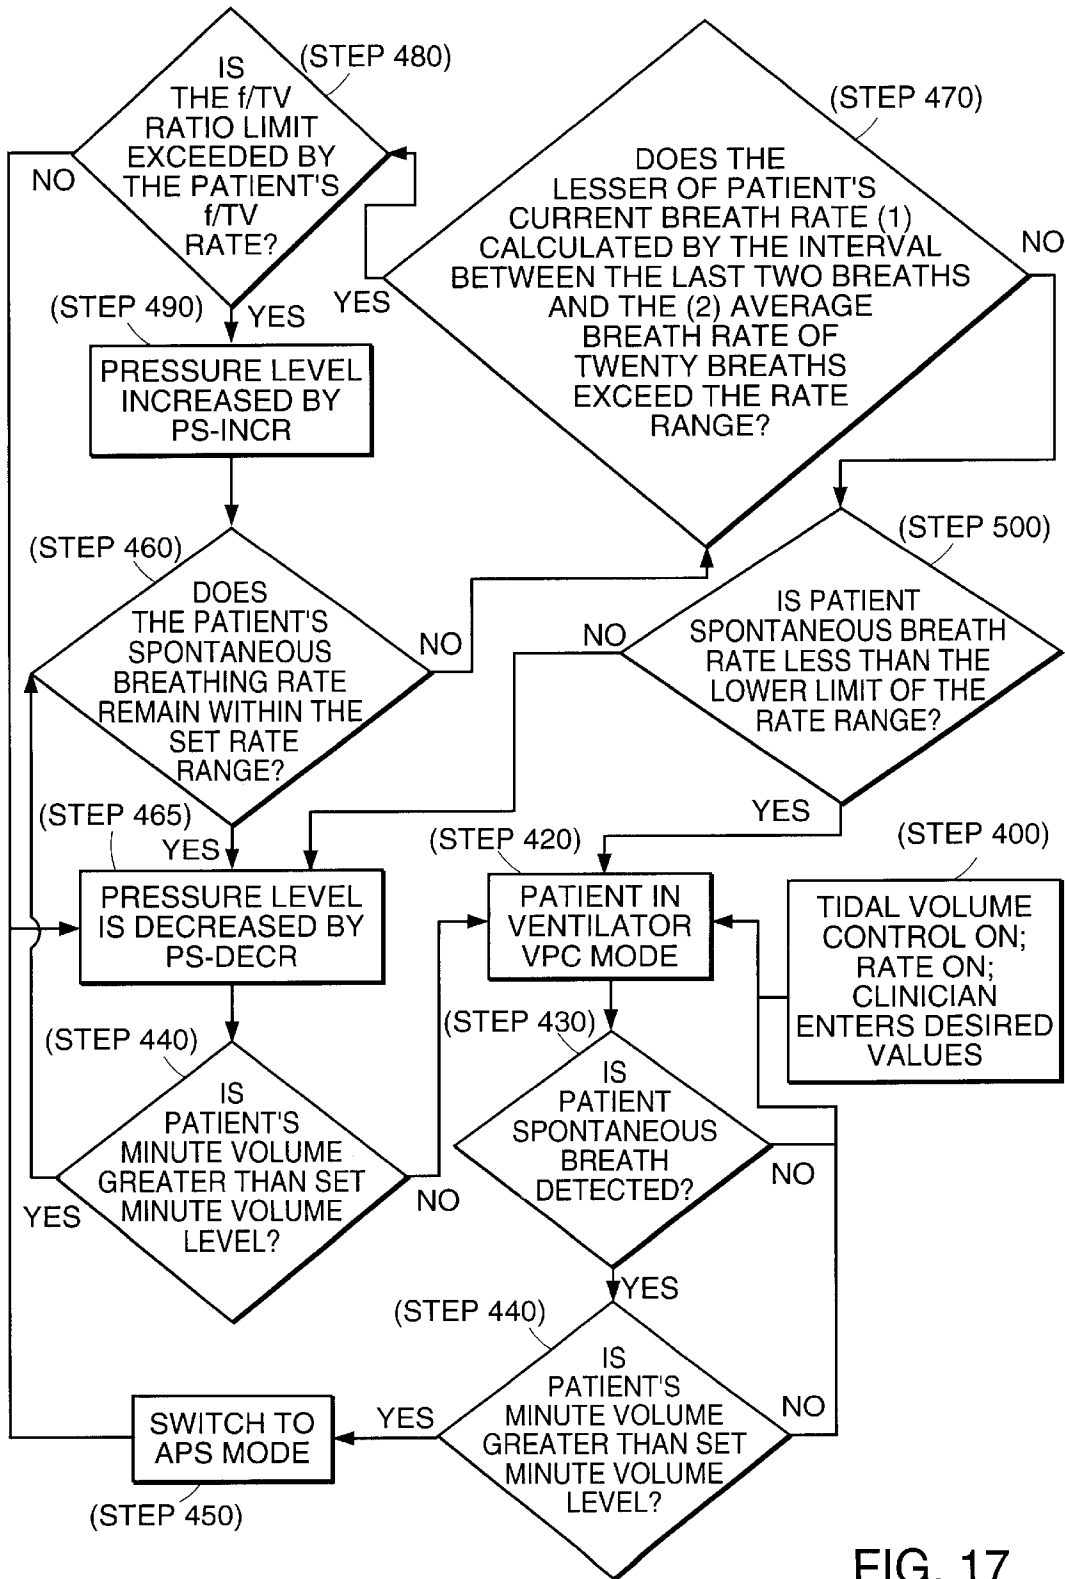 (STEP 480)
IS
THE f/TV
RATIO LIMIT
EXCEEDED BY
THE PATIENT'S
f/TV
RATE?
NO
YES
(STEP 470)
DOES THE
LESSER OF PATIENT'S
CURRENT BREATH RATE (1)
CALCULATED BY THE INTERVAL
BETWEEN THE LAST TWO BREATHS
AND THE (2) AVERAGE
BREATH RATE OF
TWENTY BREATHS
EXCEED THE RATE
RANGE?
YES
NO
(STEP 490)
PRESSURE LEVEL
INCREASED BY
PS-INCR
(STEP 460)
DOES
THE PATIENT'S
SPONTANEOUS
BREATHING RATE
REMAIN WITHIN THE
SET RATE
RANGE?
NO
YES
(STEP 500)
IS PATIENT
SPONTANEOUS BREATH
RATE LESS THAN THE
LOWER LIMIT OF THE
RATE RANGE?
NO
YES
(STEP 465)
PRESSURE LEVEL
IS DECREASED BY
PS-DECR
(STEP 420)
PATIENT IN
VENTILATOR
VPC MODE
(STEP 400)
TIDAL VOLUME
CONTROL ON;
RATE ON;
CLINICIAN
ENTERS DESIRED
VALUES
(STEP 440)
IS
PATIENT'S
MINUTE VOLUME
GREATER THAN SET
MINUTE VOLUME
LEVEL?
YES
NO
(STEP 430)
IS
PATIENT
SPONTANEOUS
BREATH
DETECTED?
NO
YES
(STEP 440)
IS
PATIENT'S
MINUTE VOLUME
GREATER THAN SET
MINUTE VOLUME
LEVEL?
YES
NO
SWITCH TO
APS MODE
(STEP 450)
FIG. 17